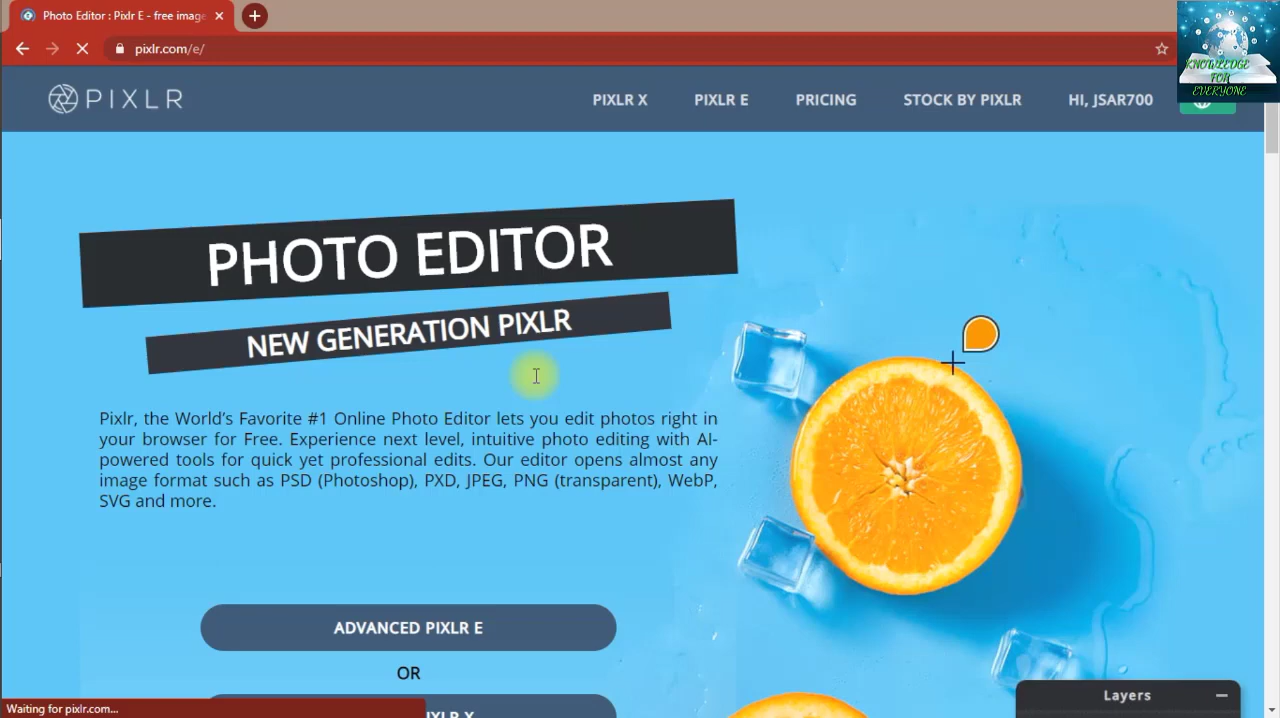 Photo Editor : Pixlr E - free image
pixlr.com/e/
KNOWLEDGE
FOR
EVERYONE
PIXLR
PIXLR X
PIXLR E
PRICING
STOCK BY PIXLR
HI, JSAR700
PHOTO EDITOR
NEW GENERATION PIXLR
Pixlr, the World's Favorite #1 Online Photo Editor lets you edit photos right in
your browser for Free. Experience next level, intuitive photo editing with AI-
powered tools for quick yet professional edits. Our editor opens almost any
image format such as PSD (Photoshop), PXD, JPEG, PNG (transparent), WebP,
SVG and more.
ADVANCED PIXLR E
OR
Layers
Waiting for pixlr.com...